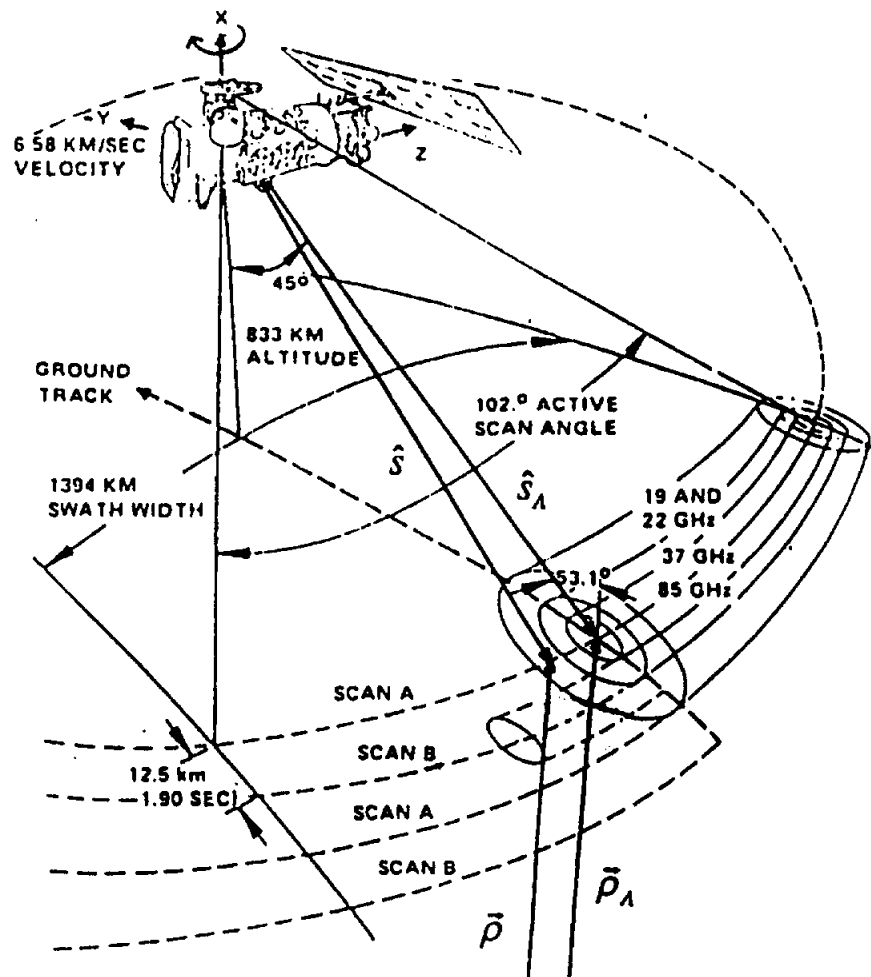 X
-Y
6 58 KM/SEC
VELOCITY
Z
45°
833 KM
ALTITUDE
GROUND
TRACK
102.° ACTIVE
SCAN ANGLE
ŝ
ŝ_Λ
1394 KM
SWATH WIDTH
19 AND
22 GHz
37 GHz
85 GHz
53.1°
SCAN A
SCAN B
12.5 km
1.90 SEC)
SCAN A
SCAN B
ρ⃗
ρ⃗_Λ